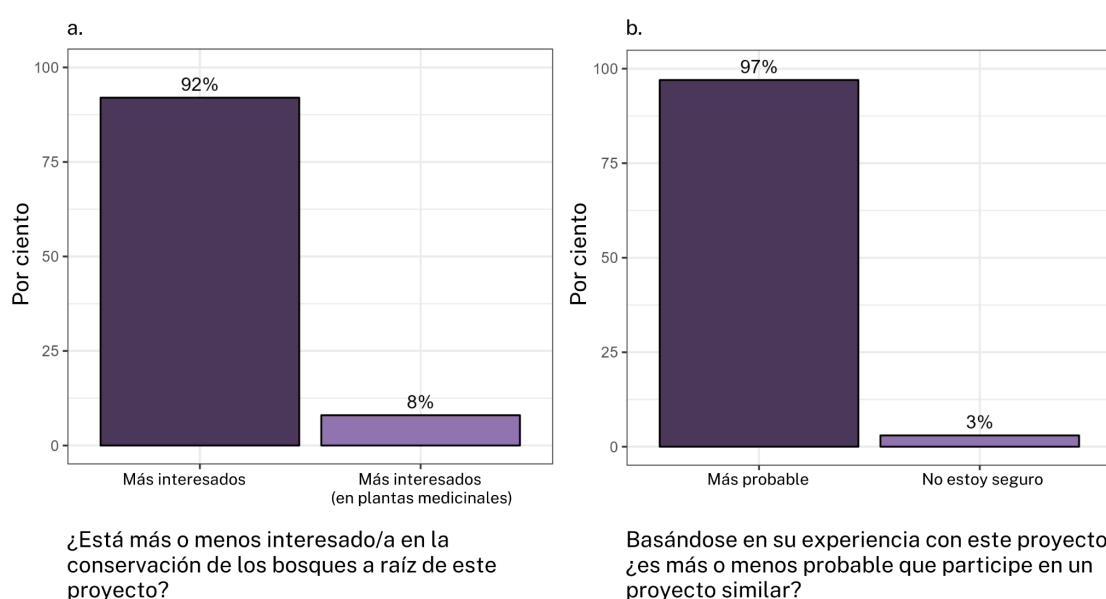 a.
100
75
50
25
0
Por ciento
92%
8%
Más interesados
Más interesados
(en plantas medicinales)
¿Está más o menos interesado/a en la
conservación de los bosques a raíz de este
proyecto?
b.
100
75
50
25
0
Por ciento
97%
3%
Más probable
No estoy seguro
Basándose en su experiencia con este proyecto
¿es más o menos probable que participe en un
proyecto similar?